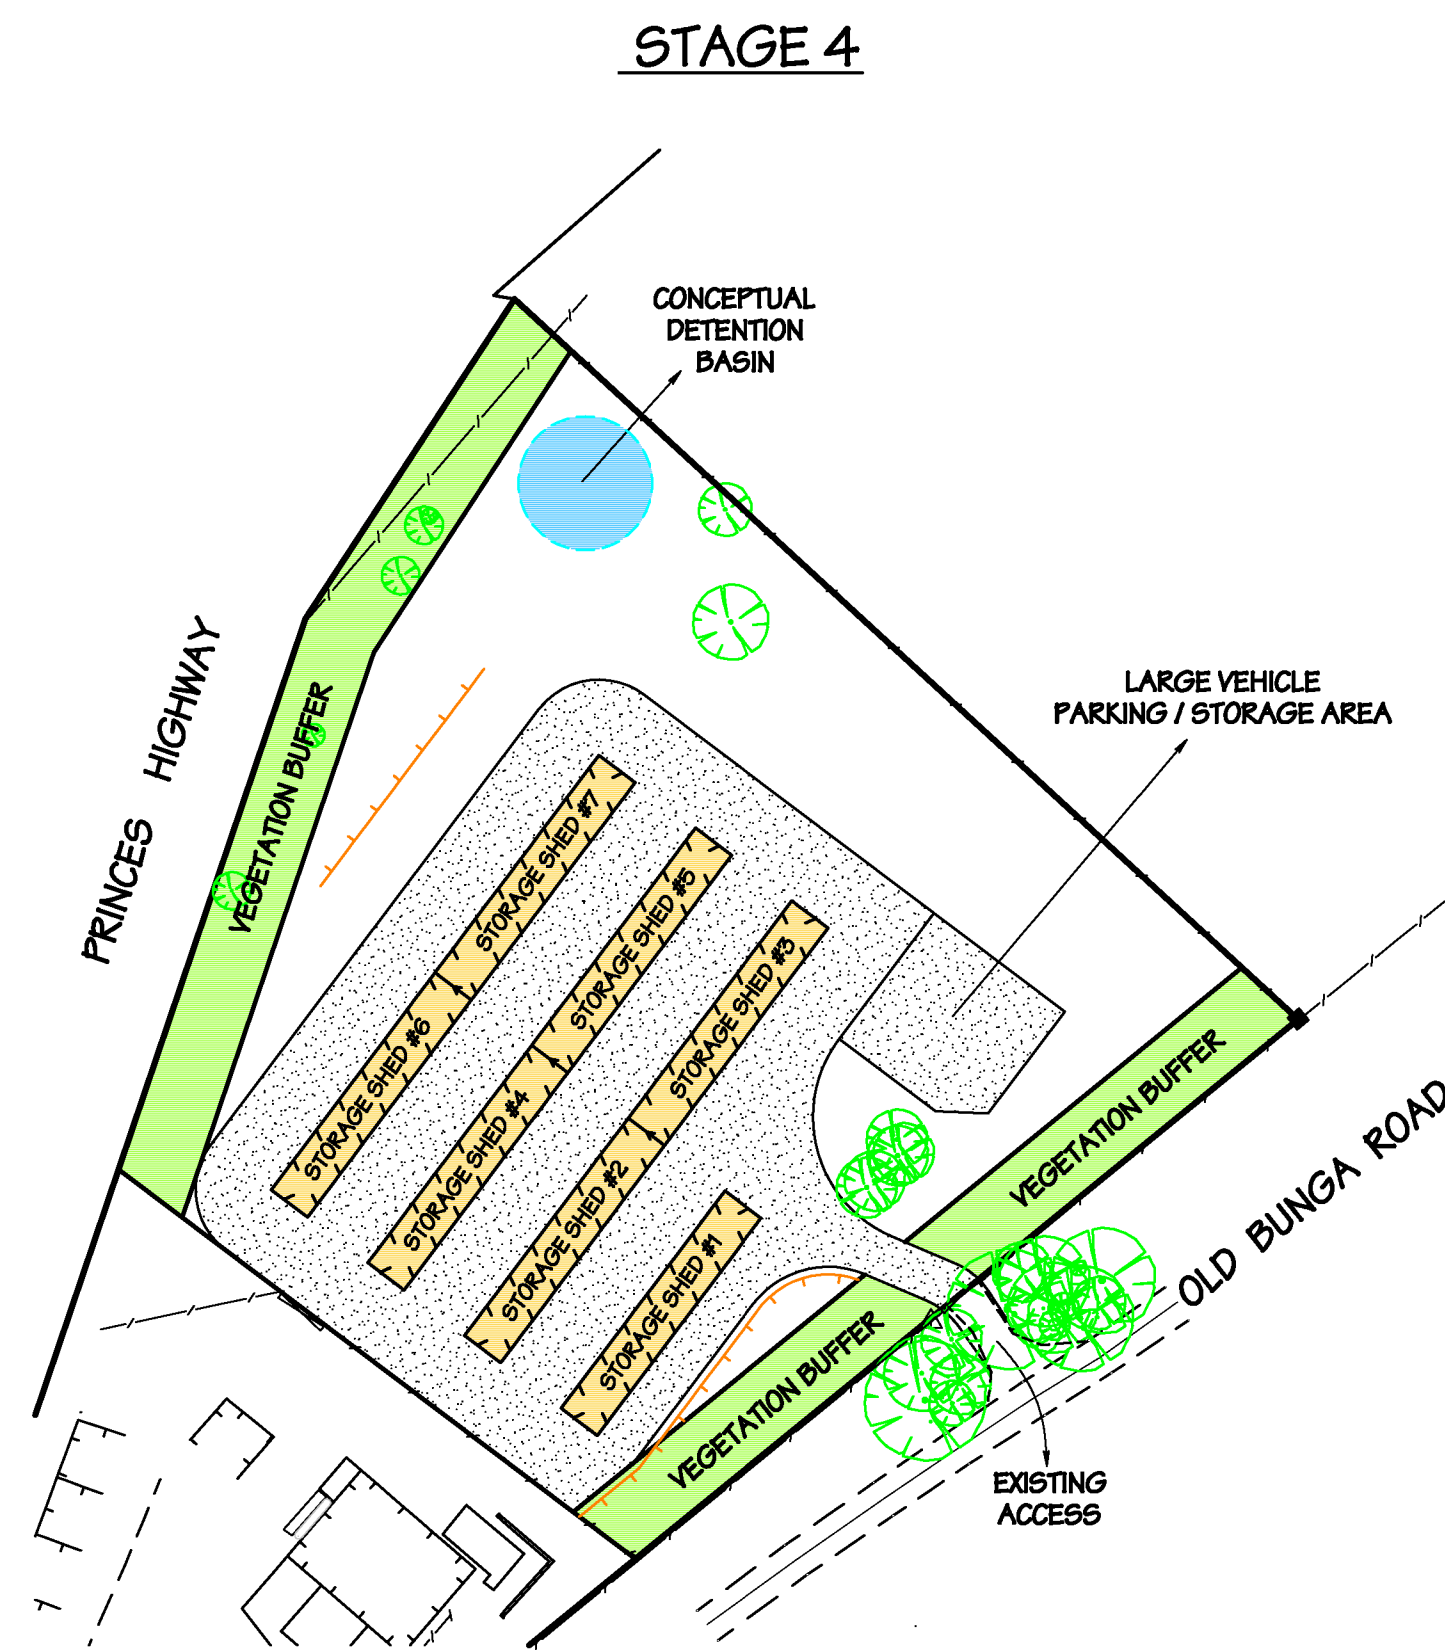 STAGE 4
CONCEPTUAL
DETENTION
BASIN
LARGE VEHICLE
PARKING / STORAGE AREA
PRINCES HIGHWAY
VEGETATION BUFFER
STORAGE SHED #7
STORAGE SHED #5
STORAGE SHED #3
STORAGE SHED #6
STORAGE SHED #4
STORAGE SHED #2
STORAGE SHED #1
VEGETATION BUFFER
OLD BUNGA ROAD
VEGETATION BUFFER
EXISTING
ACCESS